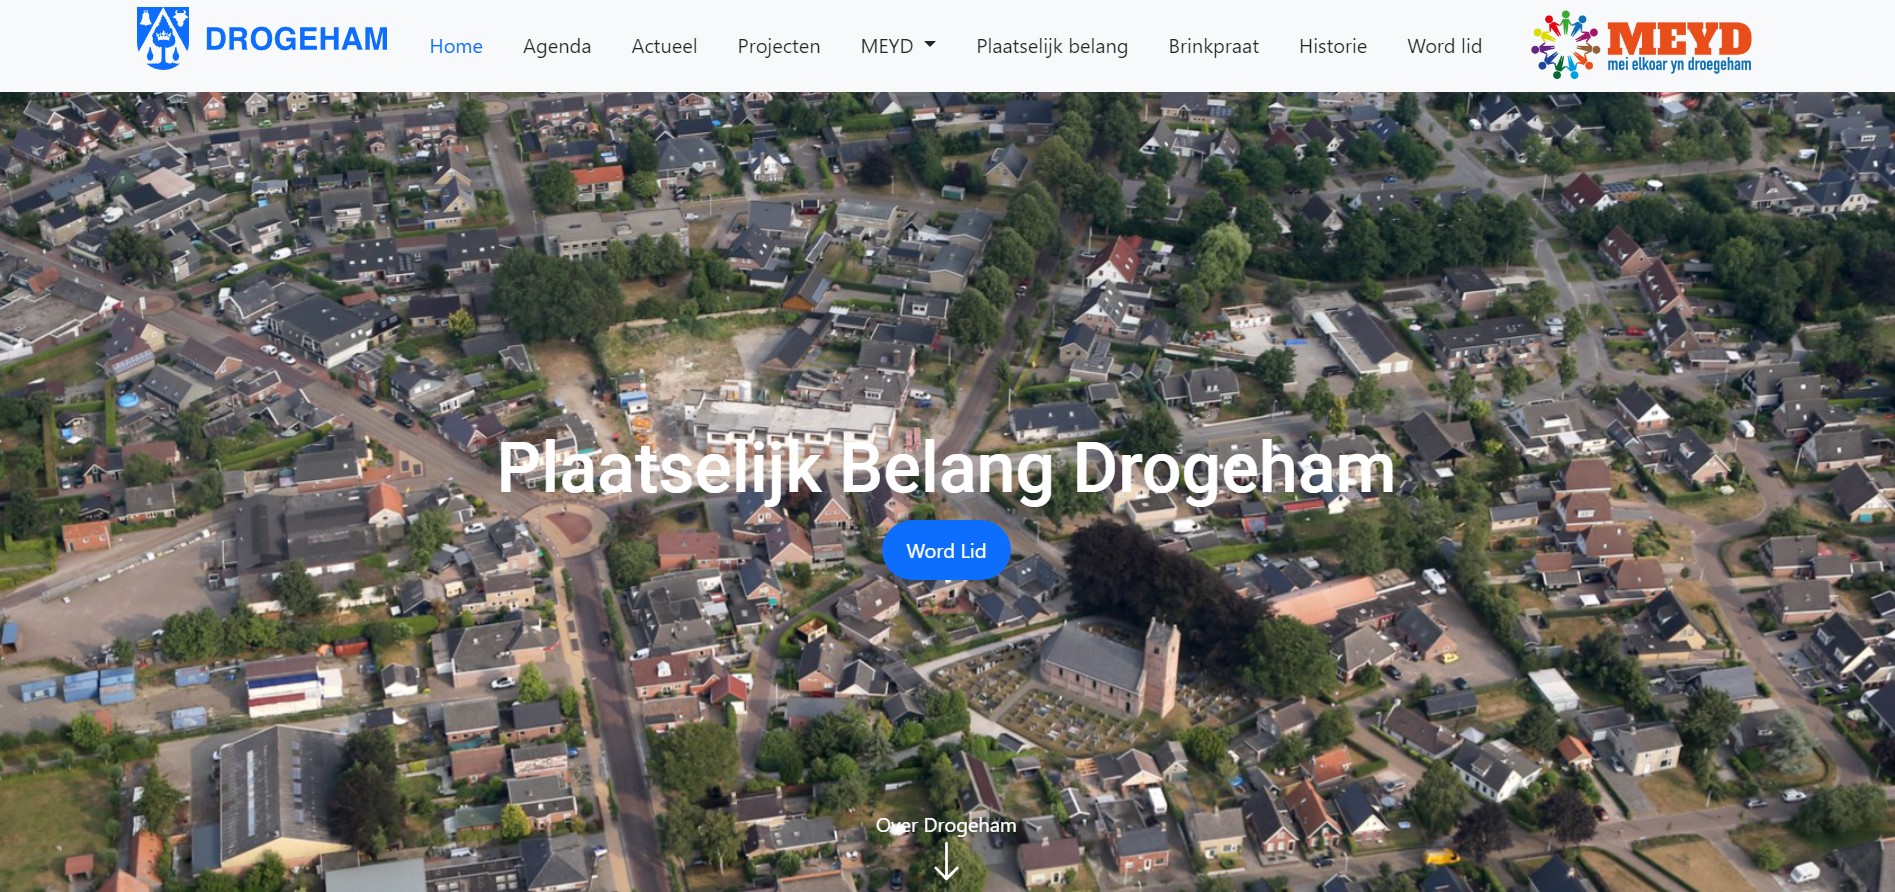 DROGEHAM
Home
Agenda
Actueel
Projecten
MEYD
Plaatselijk belang
Brinkpraat
Historie
Word lid
MEYD
mei elkoar yn droegeham
Plaatselijk Belang Drogeham
Word Lid
Over Drogeham